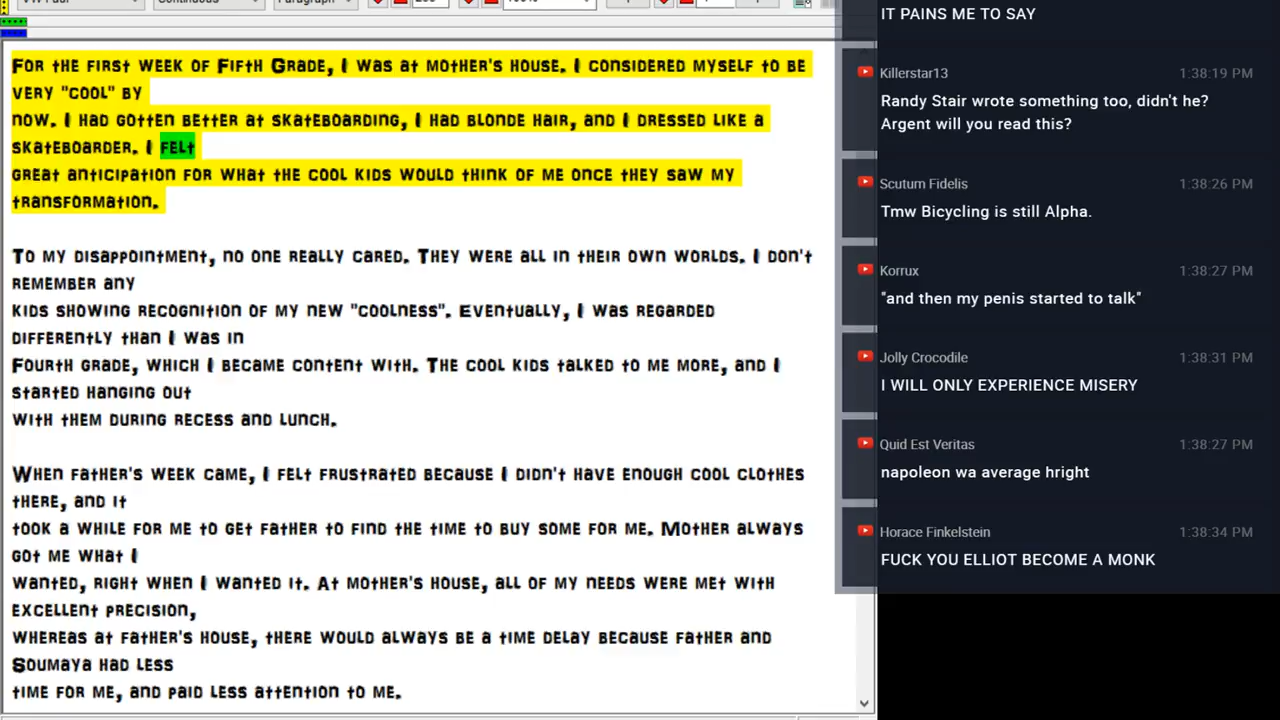 For the first week of Fifth Grade, I was at mother's house. I considered myself to be
very "cool" by
now. I had gotten better at skateboarding, I had blonde hair, and I dressed like a
skateboarder. I felt
great anticipation for what the cool kids would think of me once they saw my
transformation.
To my disappointment, no one really cared. They were all in their own worlds. I don't
remember any
kids showing recognition of my new "coolness". Eventually, I was regarded
differently than I was in
Fourth grade, which I became content with. The cool kids talked to me more, and I
started hanging out
with them during recess and lunch.
When father's week came, I felt frustrated because I didn't have enough cool clothes
there, and it
took a while for me to get father to find the time to buy some for me. Mother always
got me what I
wanted, right when I wanted it. At mother's house, all of my needs were met with
excellent precision,
whereas at father's house, there would always be a time delay because father and
Soumaya had less
time for me, and paid less attention to me.
IT PAINS ME TO SAY
Killerstar13 1:38:19 PM
Randy Stair wrote something too, didn't he?
Argent will you read this?
Scutum Fidelis 1:38:26 PM
Tmw Bicycling is still Alpha.
Korrux 1:38:27 PM
"and then my penis started to talk"
Jolly Crocodile 1:38:31 PM
I WILL ONLY EXPERIENCE MISERY
Quid Est Veritas 1:38:27 PM
napoleon wa average hright
Horace Finkelstein 1:38:34 PM
FUCK YOU ELLIOT BECOME A MONK